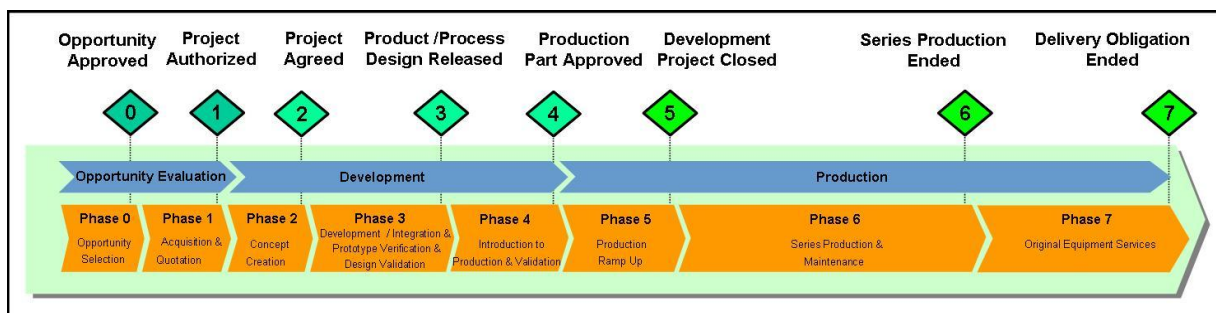 Opportunity
Approved
Project
Authorized
Project
Agreed
Product /Process
Design Released
Production
Part Approved
Development
Project Closed
Series Production
Ended
Delivery Obligation
Ended
0
1
2
3
4
5
6
7
Opportunity Evaluation
Development
Production
Phase 0
Opportunity
Selection
Phase 1
Acquisition &
Quotation
Phase 2
Concept
Creation
Phase 3
Development / Integration &
Prototype Verification &
Design Validation
Phase 4
Introduction to
Production & Validation
Phase 5
Production
Ramp Up
Phase 6
Series Production &
Maintenance
Phase 7
Original Equipment Services